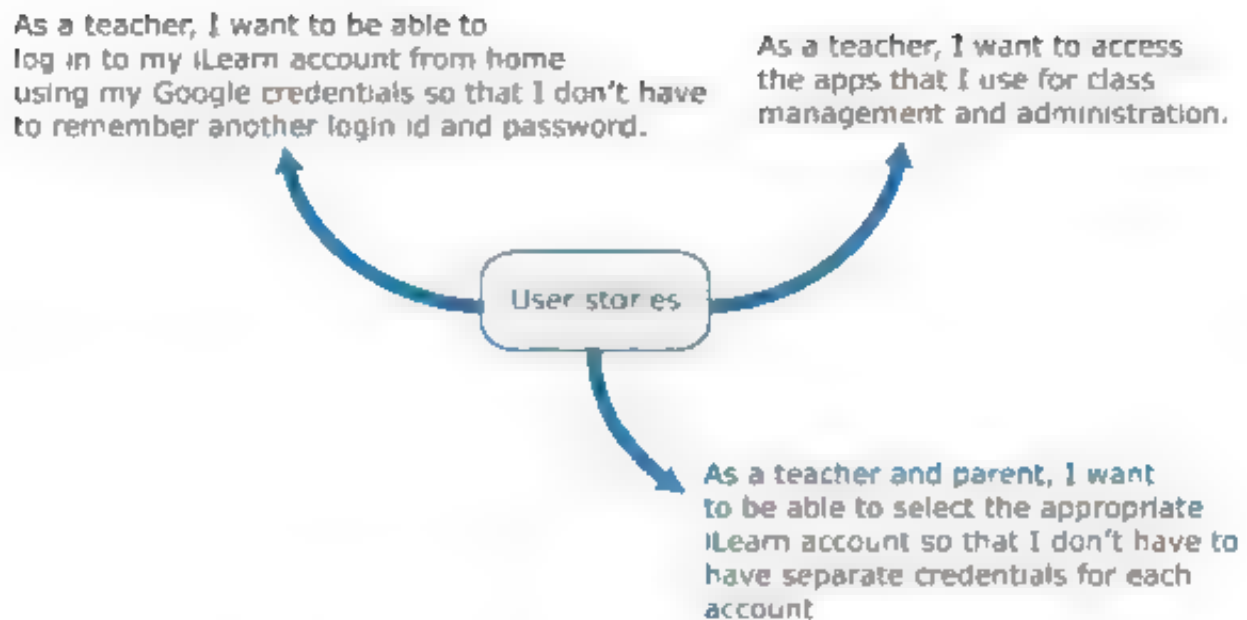 As a teacher, I want to be able to
log in to my iLearn account from home
using my Google credentials so that I don't have
to remember another login id and password.
As a teacher, I want to access
the apps that I use for class
management and administration.
User stories
As a teacher and parent, I want
to be able to select the appropriate
iLearn account so that I don't have to
have separate credentials for each
account